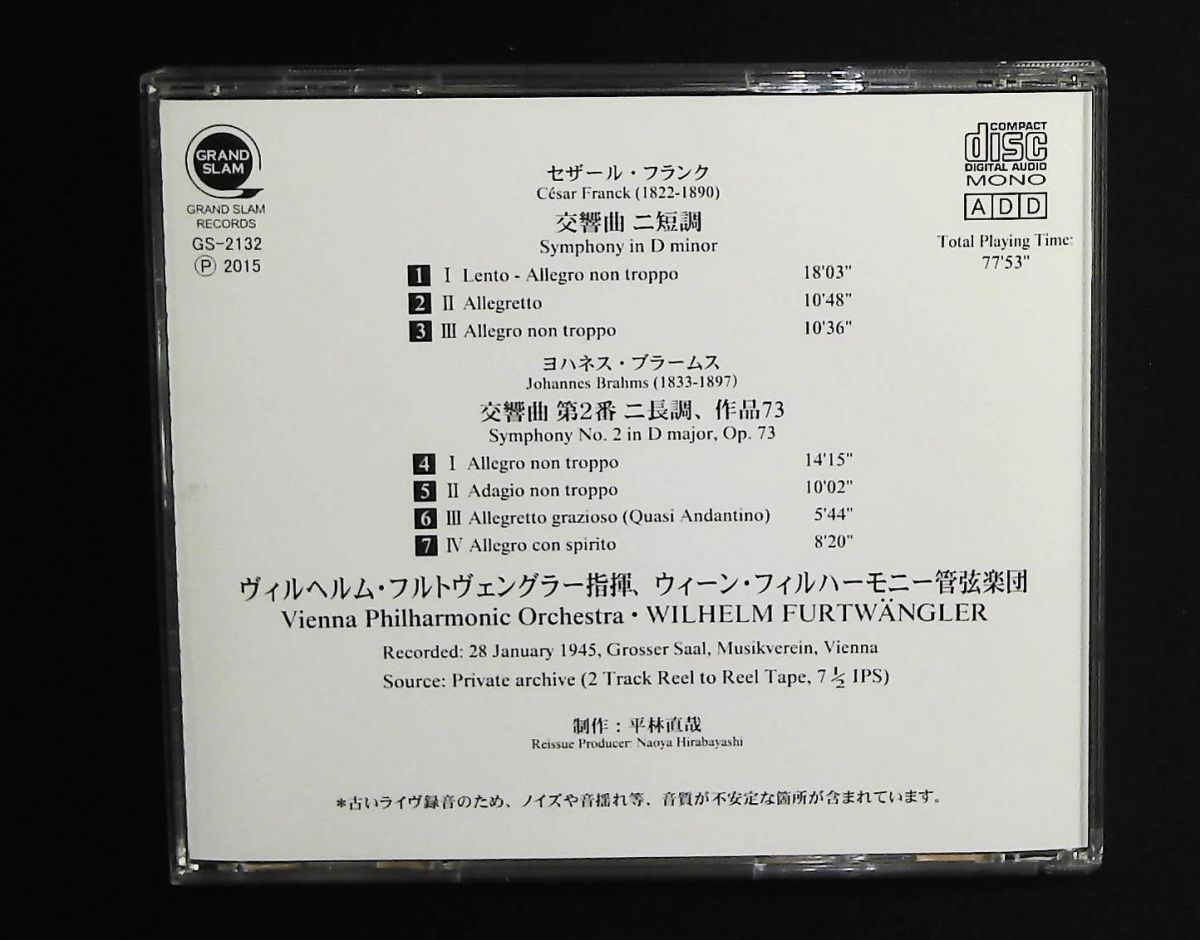 GRAND
SLAM
GRAND SLAM
RECORDS
GS-2132
Ⓟ 2015
COMPACT
disc
DIGITAL AUDIO
MONO
ADD
Total Playing Time:
77'53"
セザール・フランク
César Franck (1822-1890)
交響曲 ニ短調
Symphony in D minor
1 I Lento - Allegro non troppo 18'03"
2 II Allegretto 10'48"
3 III Allegro non troppo 10'36"
ヨハネス・ブラームス
Johannes Brahms (1833-1897)
交響曲 第2番 ニ長調、作品73
Symphony No. 2 in D major, Op. 73
4 I Allegro non troppo 14'15"
5 II Adagio non troppo 10'02"
6 III Allegretto grazioso (Quasi Andantino) 5'44"
7 IV Allegro con spirito 8'20"
ヴィルヘルム・フルトヴェングラー指揮、ウィーン・フィルハーモニー管弦楽団
Vienna Philharmonic Orchestra・WILHELM FURTWÄNGLER
Recorded: 28 January 1945, Grosser Saal, Musikverein, Vienna
Source: Private archive (2 Track Reel to Reel Tape, 7 ½ IPS)
制作：平林直哉
Reissue Producer: Naoya Hirabayashi
*古いライヴ録音のため、ノイズや音揺れ等、音質が不安定な箇所が含まれています。